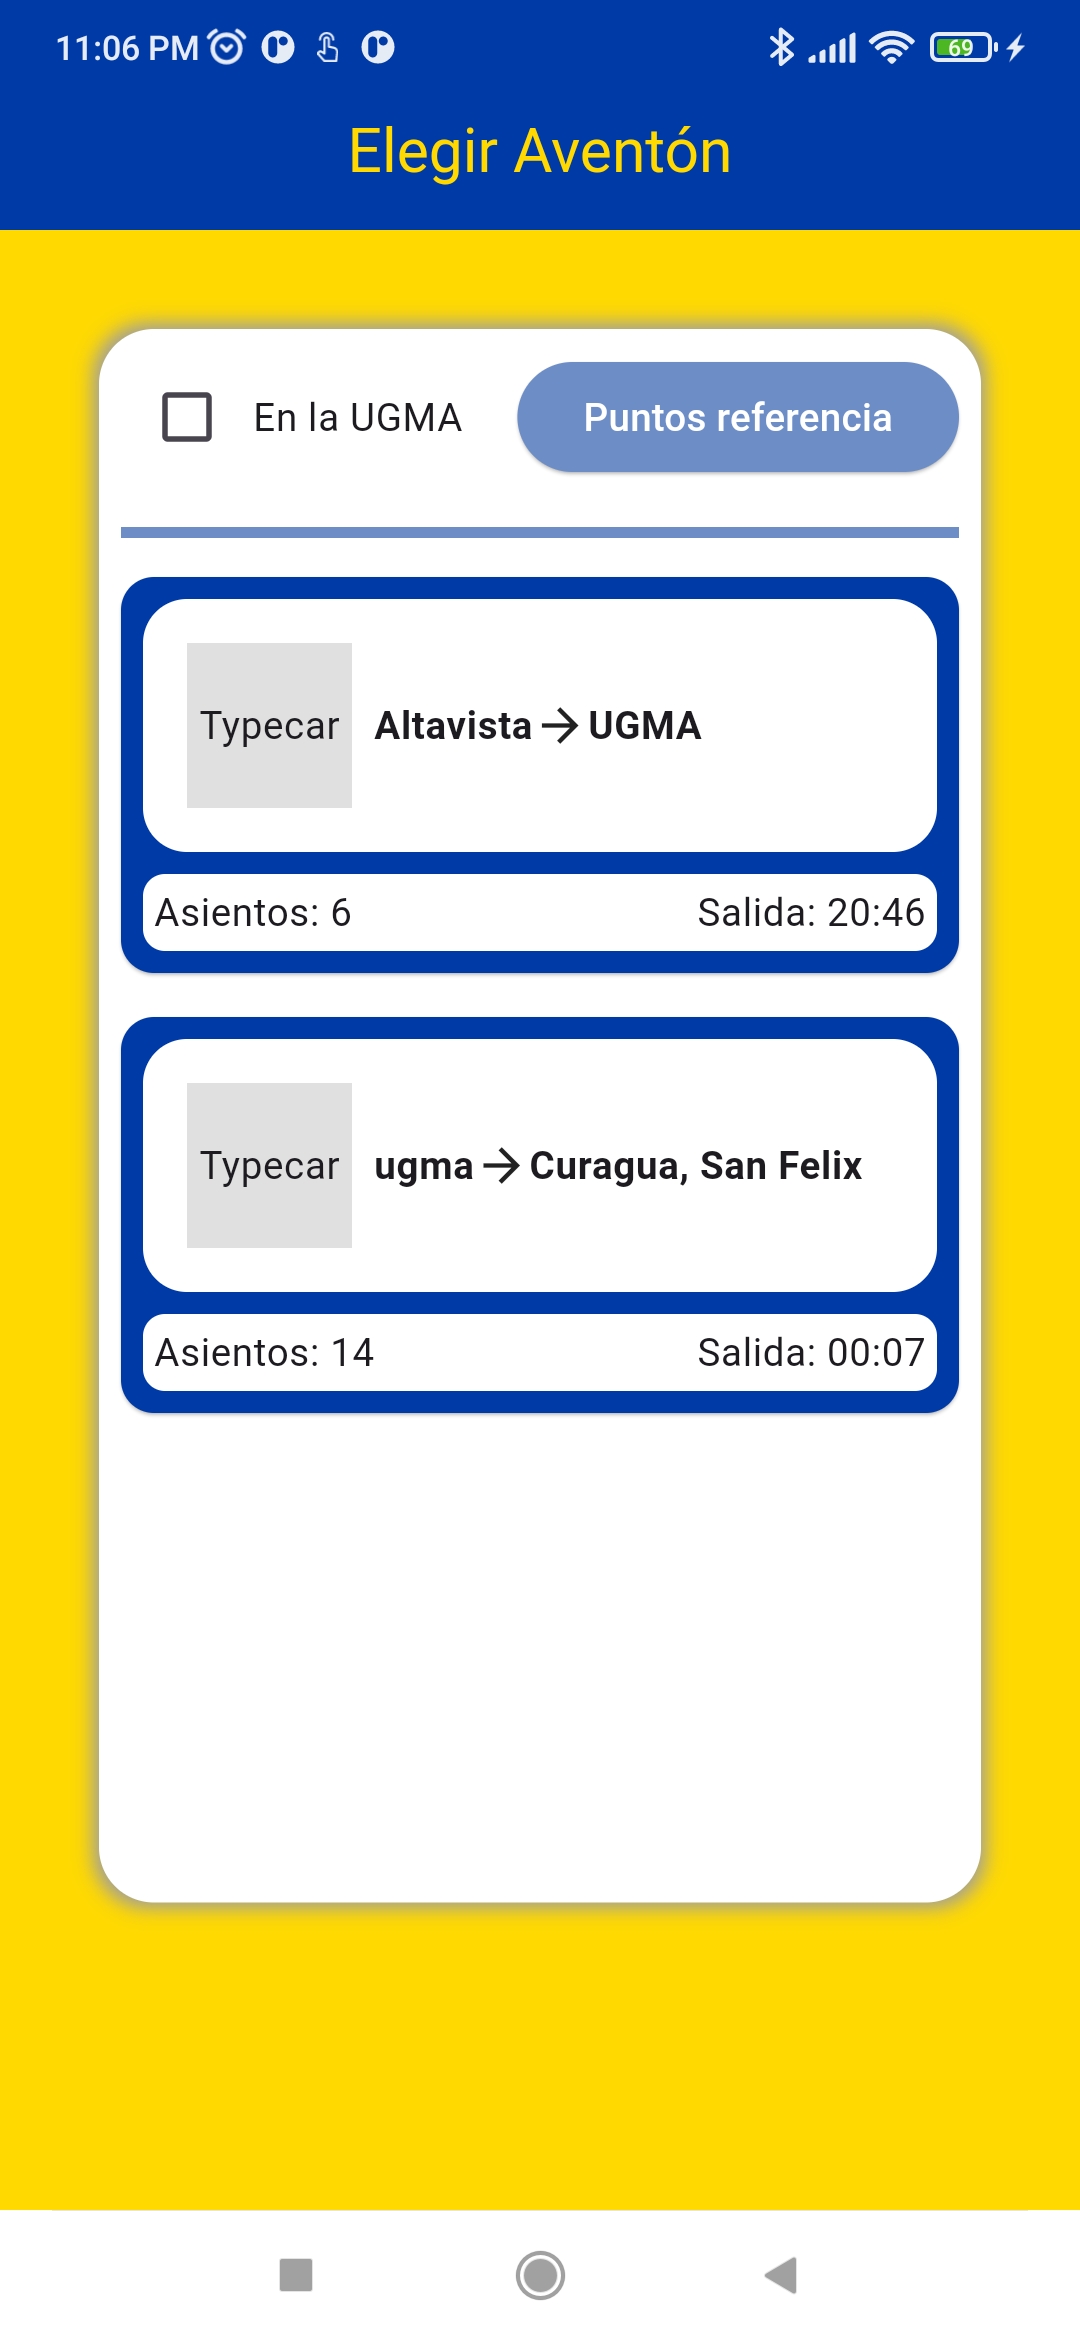 11:06 PM
69
Elegir Aventón
En la UGMA
Puntos referencia
Typecar
Altavista → UGMA
Asientos: 6
Salida: 20:46
Typecar
ugma → Curagua, San Felix
Asientos: 14
Salida: 00:07